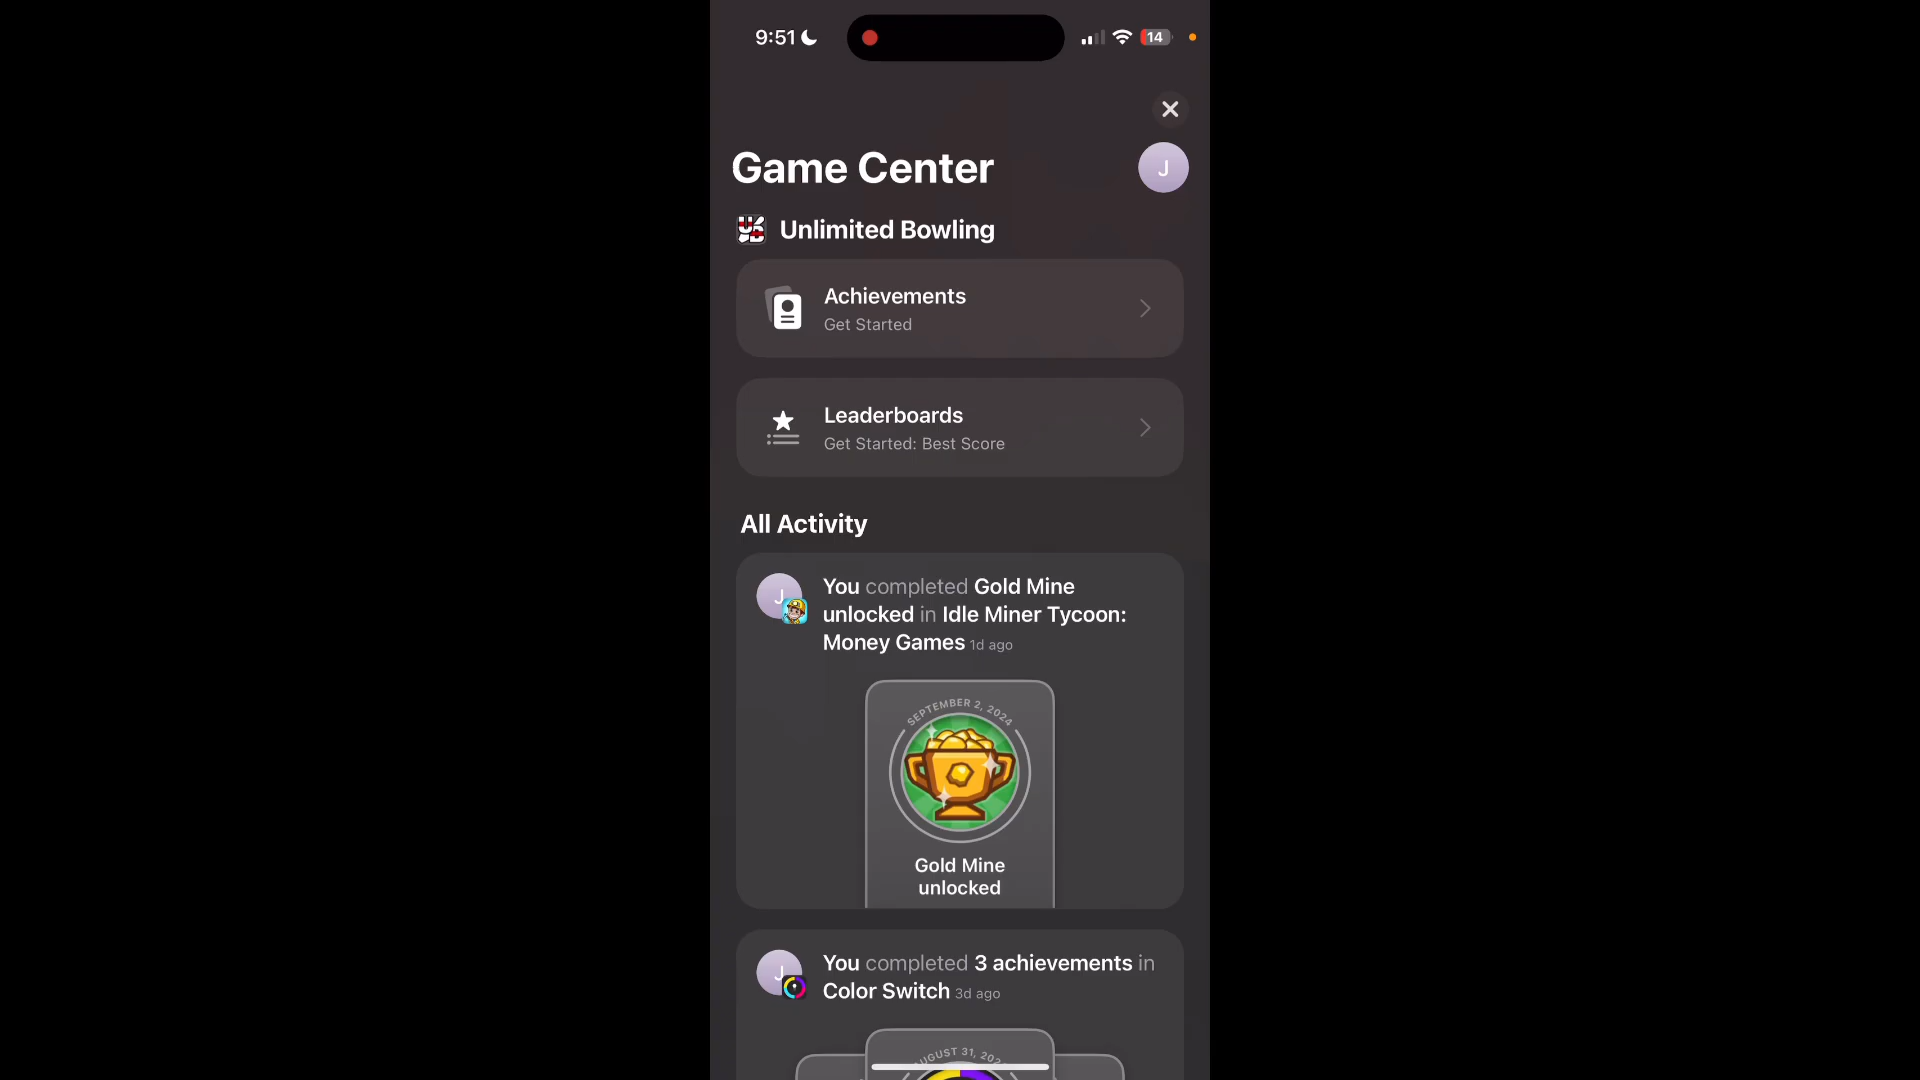 9:51
14
Game Center
J
Unlimited Bowling
Achievements
Get Started
Leaderboards
Get Started: Best Score
All Activity
J
You completed Gold Mine
unlocked in Idle Miner Tycoon:
Money Games 1d ago
SEPTEMBER 2, 2024
Gold Mine
unlocked
J
You completed 3 achievements in
Color Switch 3d ago